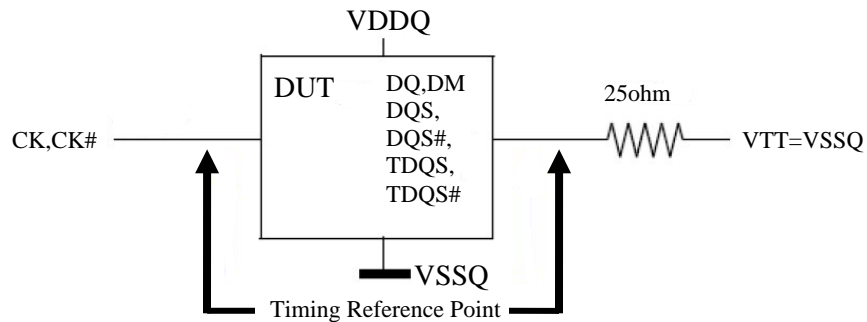 VDDQ
DUT
DQ,DM
DQS,
DQS#,
TDQS,
TDQS#
25ohm
CK,CK#
VTT=VSSQ
VSSQ
Timing Reference Point